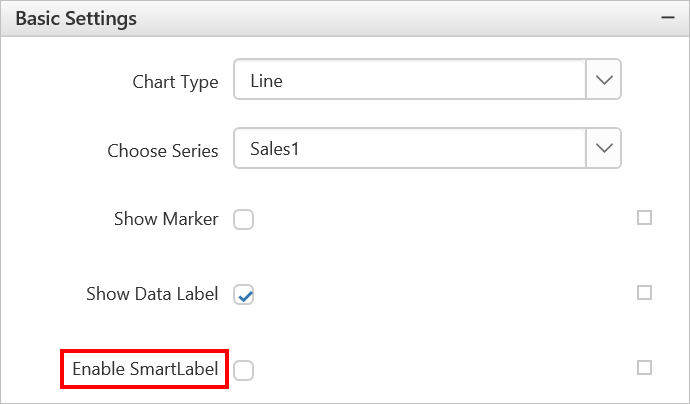 Basic Settings
Chart Type Line
Choose Series Sales1
Show Marker
Show Data Label
Enable SmartLabel